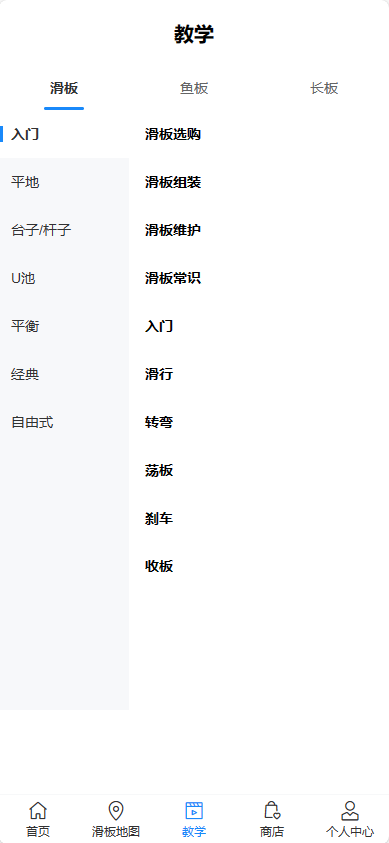 教学
滑板 鱼板 长板
入门
平地
台子/杆子
U池
平衡
经典
自由式
滑板选购
滑板组装
滑板维护
滑板常识
入门
滑行
转弯
荡板
刹车
收板
首页 滑板地图 教学 商店 个人中心